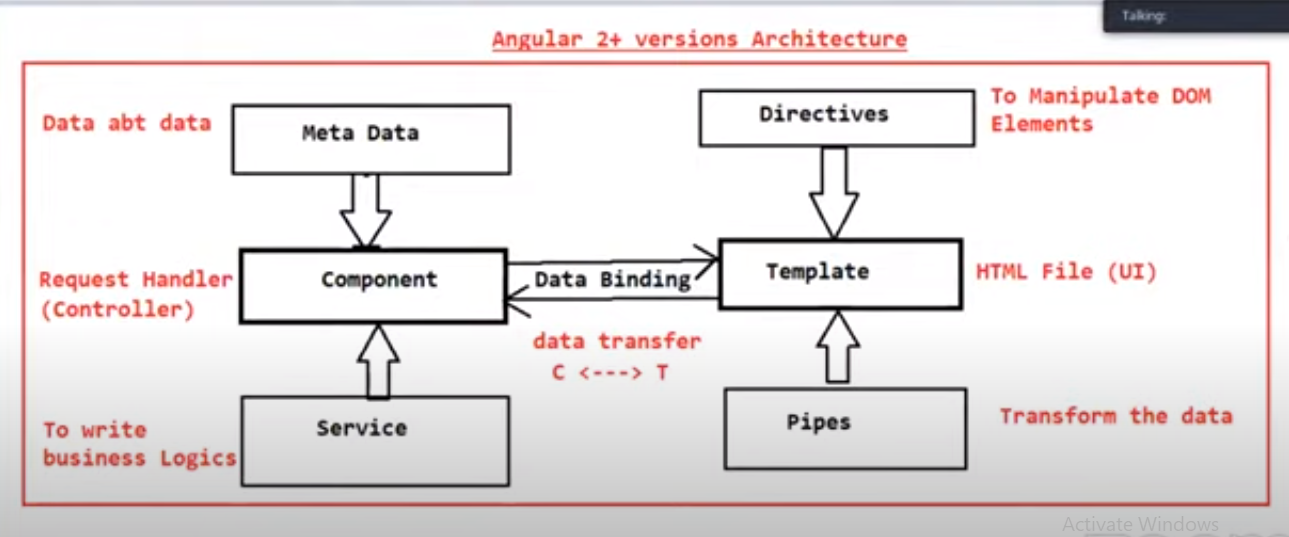 Talking:
Angular 2+ versions Architecture
Data abt data
Meta Data
Directives
To Manipulate DOM
Elements
Request Handler
(Controller)
Component
Data Binding
Template
HTML File (UI)
data transfer
C <---> T
To write
business Logics
Service
Pipes
Transform the data
Activate Windows